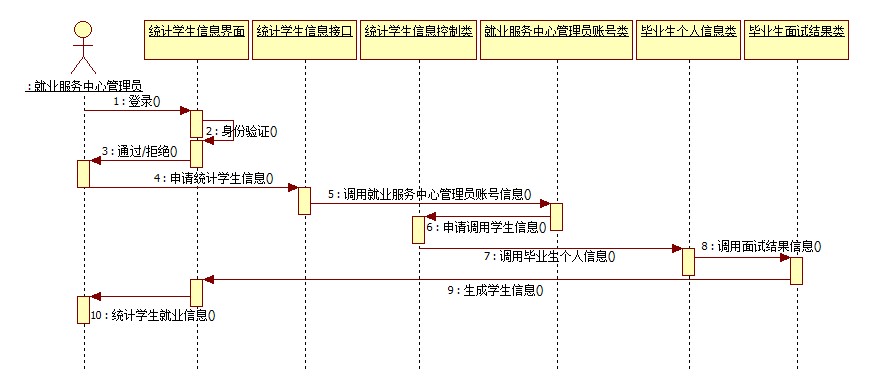 统计学生信息界面
统计学生信息接口
统计学生信息控制类
就业服务中心管理员账号类
毕业生个人信息类
毕业生面试结果类
: 就业服务中心管理员
1 : 登录()
2 : 身份验证()
3 : 通过/拒绝()
4 : 申请统计学生信息()
5 : 调用就业服务中心管理员账号信息()
6 : 申请调用学生信息()
7 : 调用毕业生个人信息()
8 : 调用面试结果信息()
9 : 生成学生信息()
10 : 统计学生就业信息()